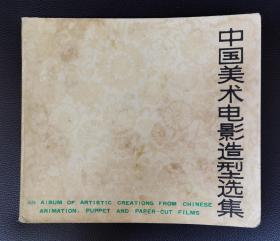 中国美术电影造型选集
AN ALBUM OF ARTISTIC CREATIONS FROM CHINESE
ANIMATION, PUPPET AND PAPER-CUT FILMS